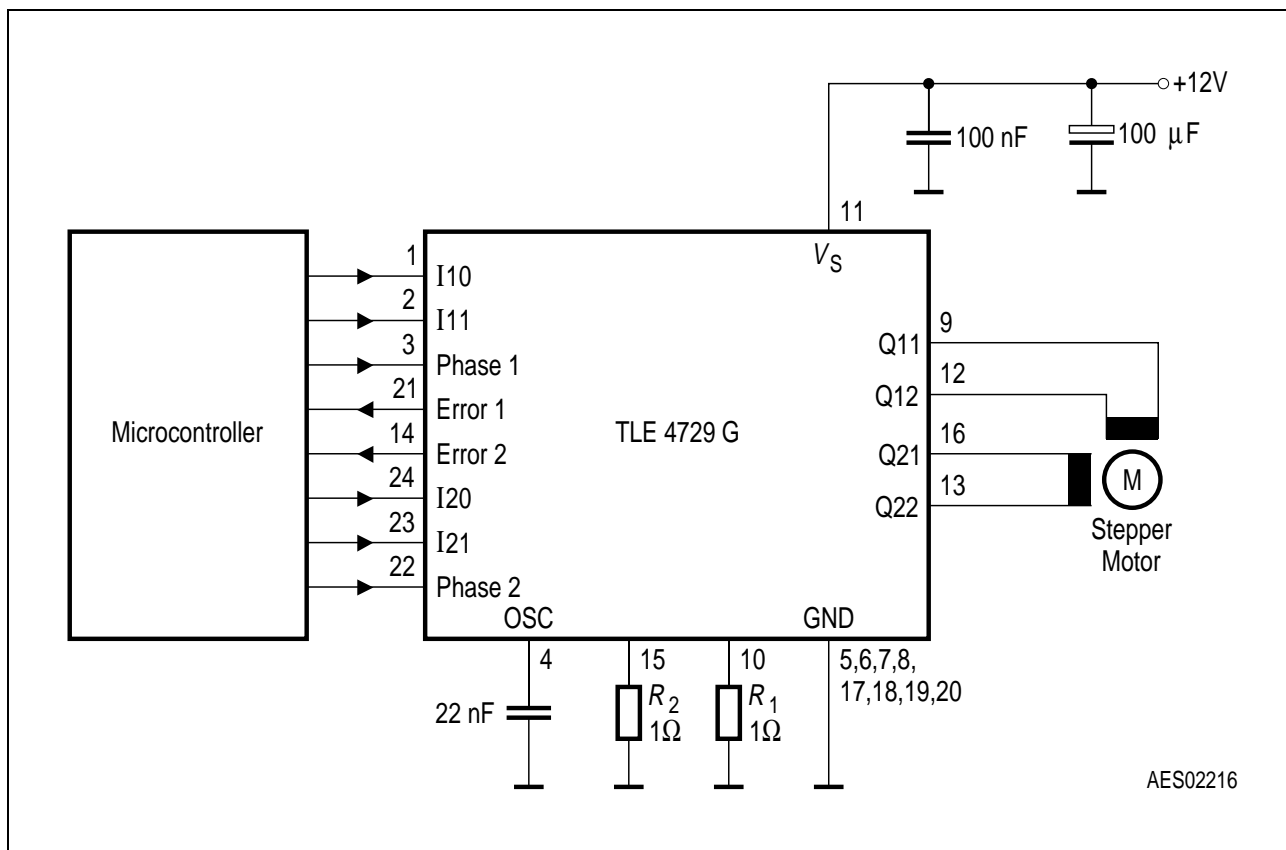 +12V
100 nF
100 μF
11
V_S
1
I10
2
I11
3
Phase 1
21
Error 1
14
Error 2
24
I20
23
I21
22
Phase 2
Microcontroller
TLE 4729 G
Q11
9
Q12
12
Q21
16
Q22
13
M
Stepper
Motor
OSC
GND
4
15
10
5,6,7,8,
17,18,19,20
22 nF
R_2
1Ω
R_1
1Ω
AES02216